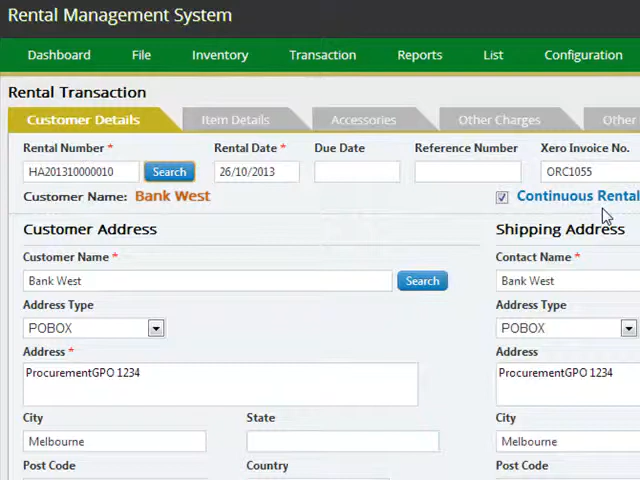 Rental Management System
Dashboard File Inventory Transaction Reports List Configuration
Rental Transaction
Customer Details Item Details Accessories Other Charges Other
Rental Number * Rental Date * Due Date Reference Number Xero Invoice No.
HA201310000010 Search 26/10/2013 ORC1055
Customer Name: Bank West Continuous Rental
Customer Address Shipping Address
Customer Name * Contact Name *
Bank West Search Bank West
Address Type Address Type
POBOX POBOX
Address * Address
ProcurementGPO 1234 ProcurementGPO 1234
City State City
Melbourne Melbourne
Post Code Country Post Code